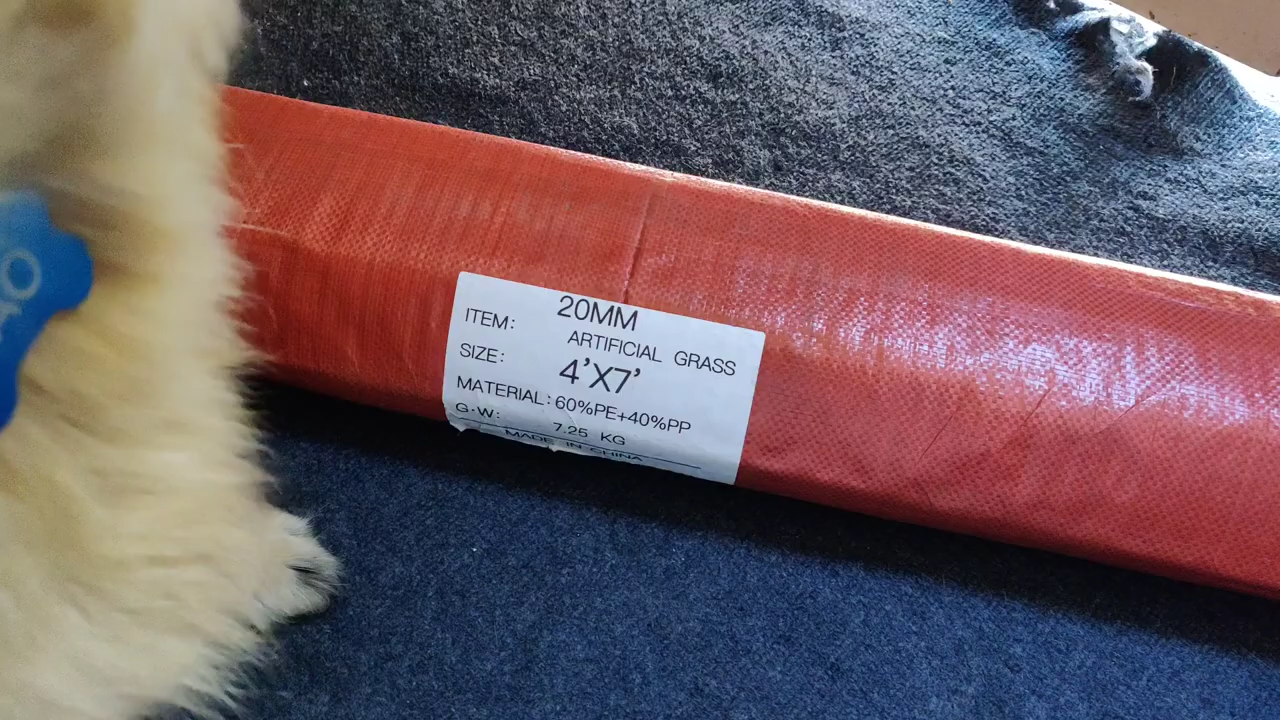 ITEM: 20MM
ARTIFICIAL GRASS
SIZE: 4'X7'
MATERIAL: 60%PE+40%PP
G·W: 7.25 KG
MADE IN CHINA